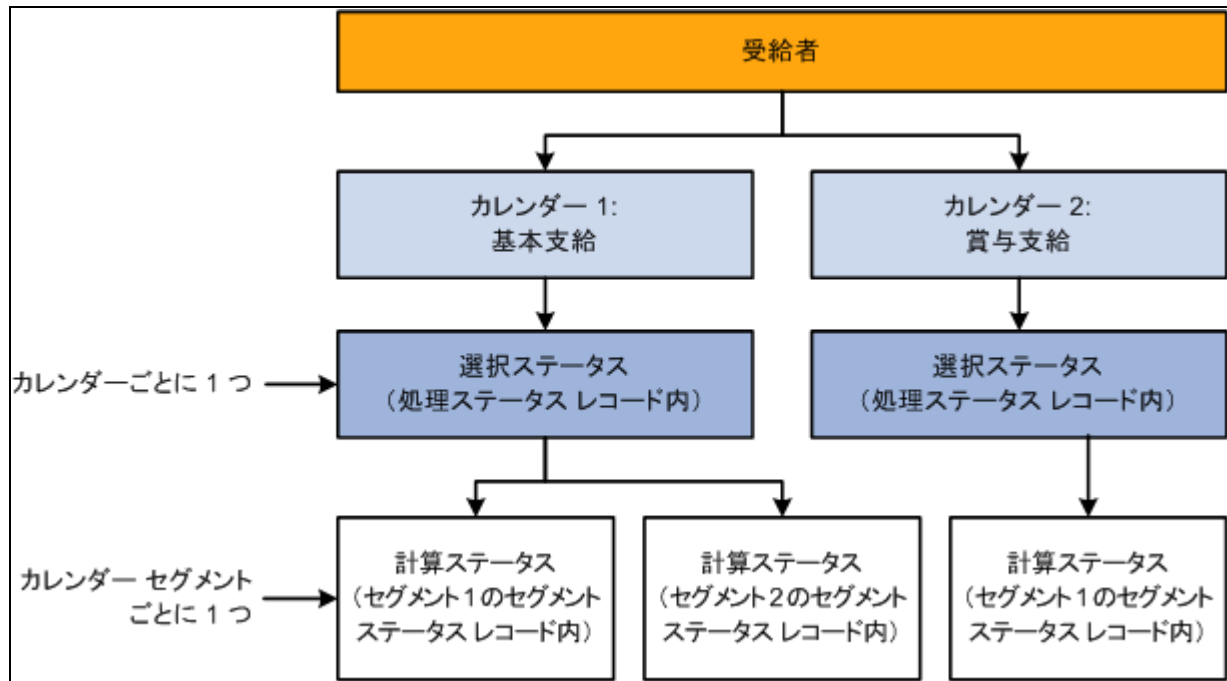 受給者
カレンダー 1:
基本支給
カレンダー 2:
賞与支給
カレンダーごとに 1 つ
選択ステータス
（処理ステータス レコード内）
選択ステータス
（処理ステータス レコード内）
カレンダー セグメント
ごとに 1 つ
計算ステータス
（セグメント1のセグメント
ステータス レコード内）
計算ステータス
（セグメント2のセグメント
ステータス レコード内）
計算ステータス
（セグメント1のセグメント
ステータス レコード内）